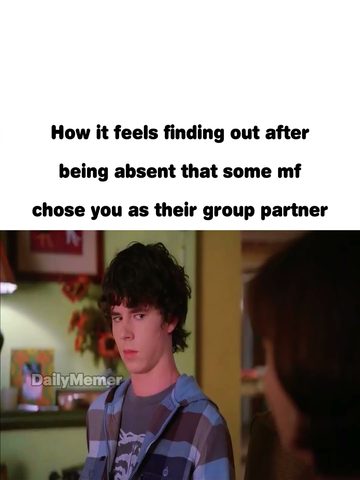 How it feels finding out after
being absent that some mf
chose you as their group partner
DailyMemer